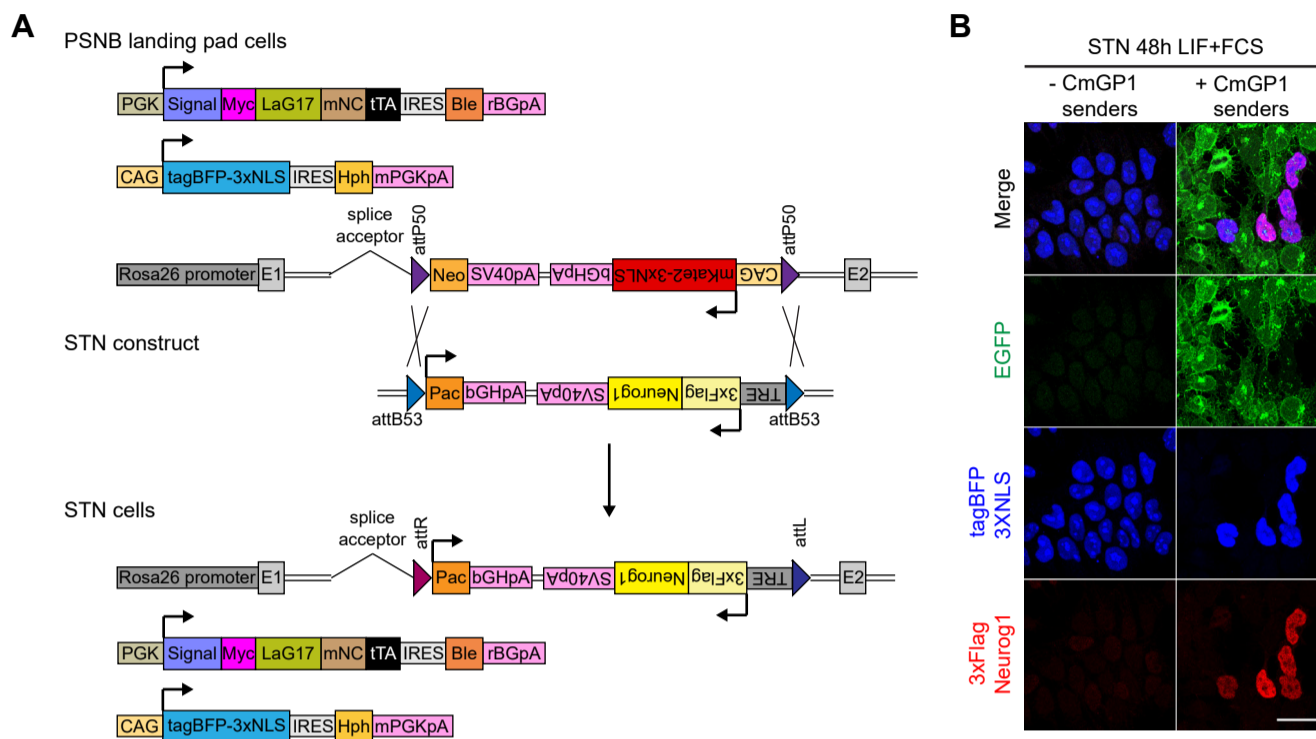 A
PSNB landing pad cells
PGK Signal Myc LaG17 mNC tTA IRES Ble rBGpA
CAG tagBFP-3xNLS IRES Hph mPGKpA
splice
acceptor
attP50
attP50
Rosa26 promoter E1 Neo SV40pA bGHpA mKate2-3xNLS CAG E2
STN construct
Pac bGHpA SV40pA Neurog1 3xFlag TRE
attB53
attB53
STN cells
splice
acceptor
attR
attL
Rosa26 promoter E1 Pac bGHpA SV40pA Neurog1 3xFlag TRE E2
PGK Signal Myc LaG17 mNC tTA IRES Ble rBGpA
CAG tagBFP-3xNLS IRES Hph mPGKpA
B
STN 48h LIF+FCS
- CmGP1
senders
+ CmGP1
senders
Merge
EGFP
tagBFP
3XNLS
3xFlag
Neurog1